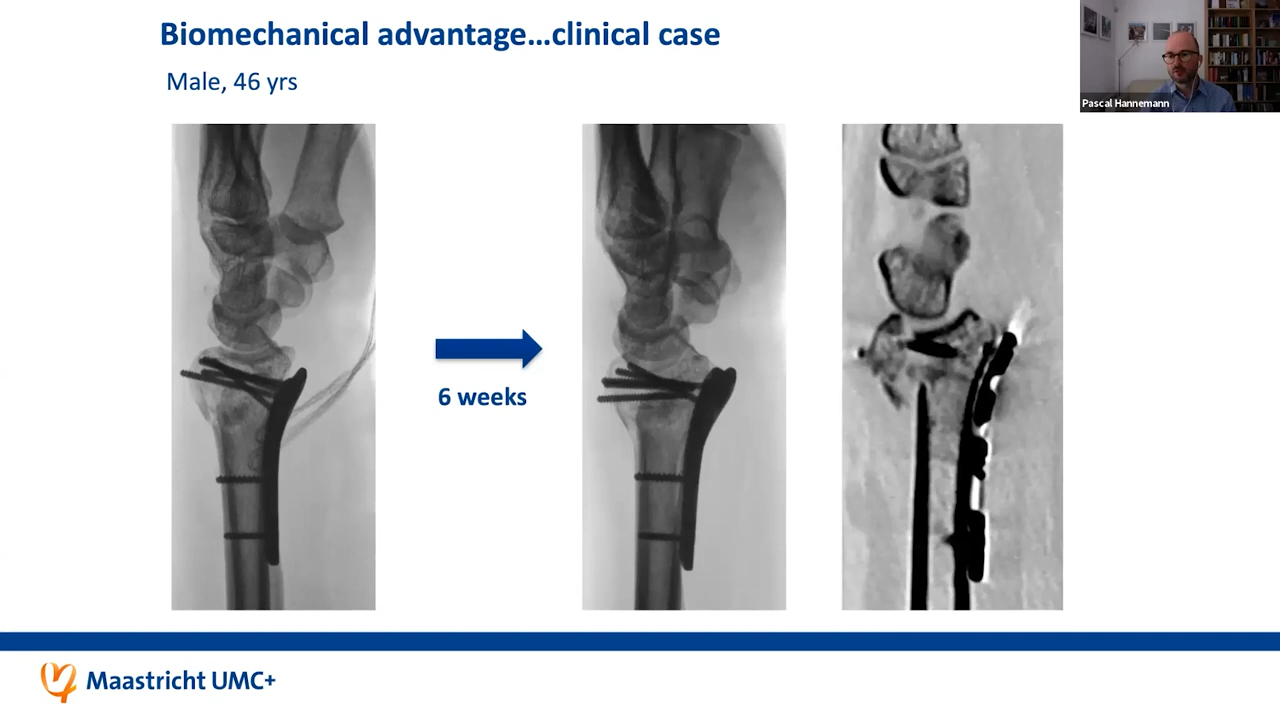 Biomechanical advantage...clinical case
Male, 46 yrs
Pascal Hannemann
6 weeks
Maastricht UMC+